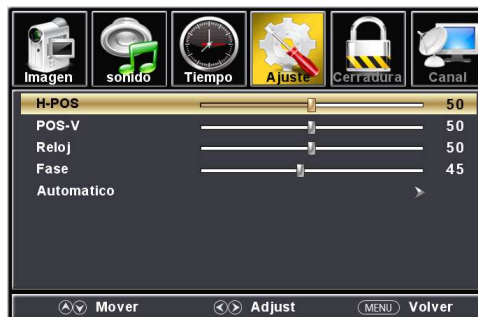 Imagen sonido Tiempo Ajuste Cerradura Canal
H-POS 50
POS-V 50
Reloj 50
Fase 45
Automatico
Mover Adjust MENU Volver